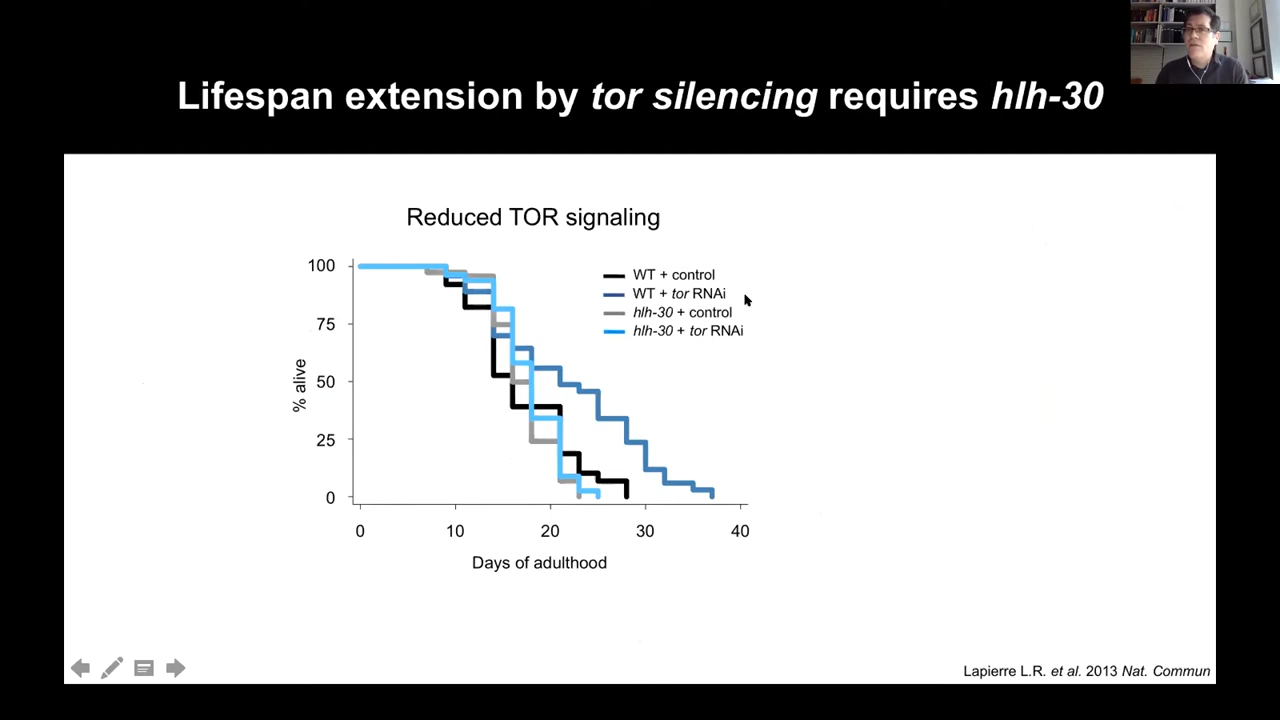 Lifespan extension by tor silencing requires hlh-30
Reduced TOR signaling
WT + control
WT + tor RNAi
hlh-30 + control
hlh-30 + tor RNAi
% alive
100
75
50
25
0
0 10 20 30 40
Days of adulthood
Lapierre L.R. et al. 2013 Nat. Commun